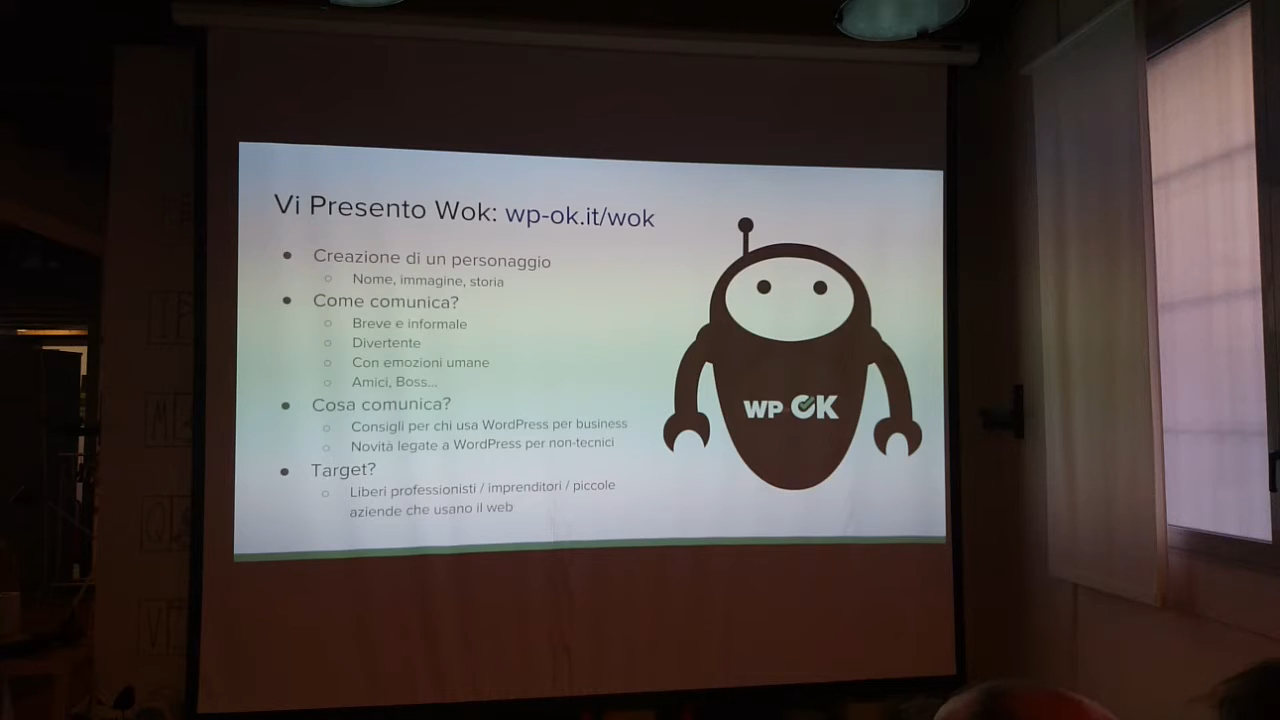 Vi Presento Wok: wp-ok.it/wok
Creazione di un personaggio
Nome, immagine, storia
Come comunica?
Breve e informale
Divertente
Con emozioni umane
Amici, Boss...
Cosa comunica?
Consigli per chi usa WordPress per business
Novità legate a WordPress per non-tecnici
Target?
Liberi professionisti / imprenditori / piccole
aziende che usano il web
WP OK